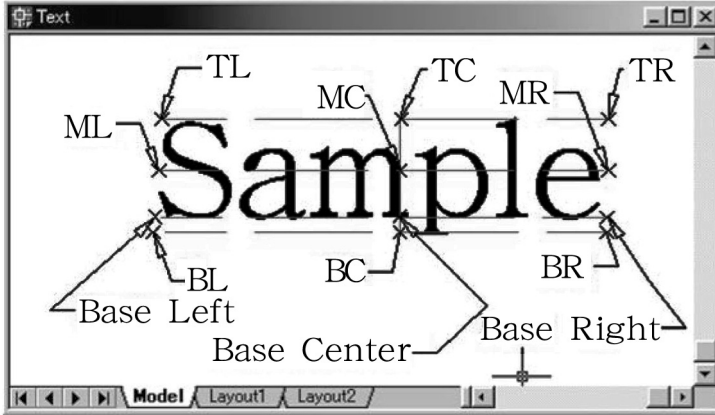 Text
TL
TC
TR
MC
MR
ML
Sample
BL
BC
BR
Base Left
Base Center
Base Right
Model
Layout1
Layout2